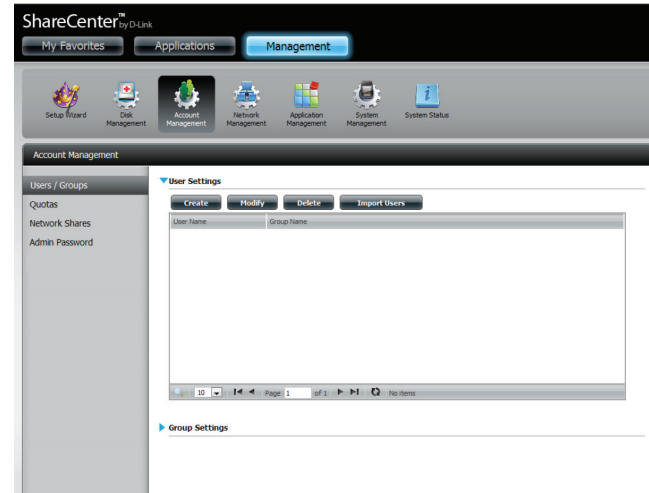 ShareCenter™ by D-Link
My Favorites Applications Management
Setup Wizard Disk Management Account Management Network Management Application Management System Management System Status
Account Management
Users / Groups
Quotas
Network Shares
Admin Password
User Settings
Create Modify Delete Import Users
User Name Group Name
10 Page 1 of 1 No items
Group Settings